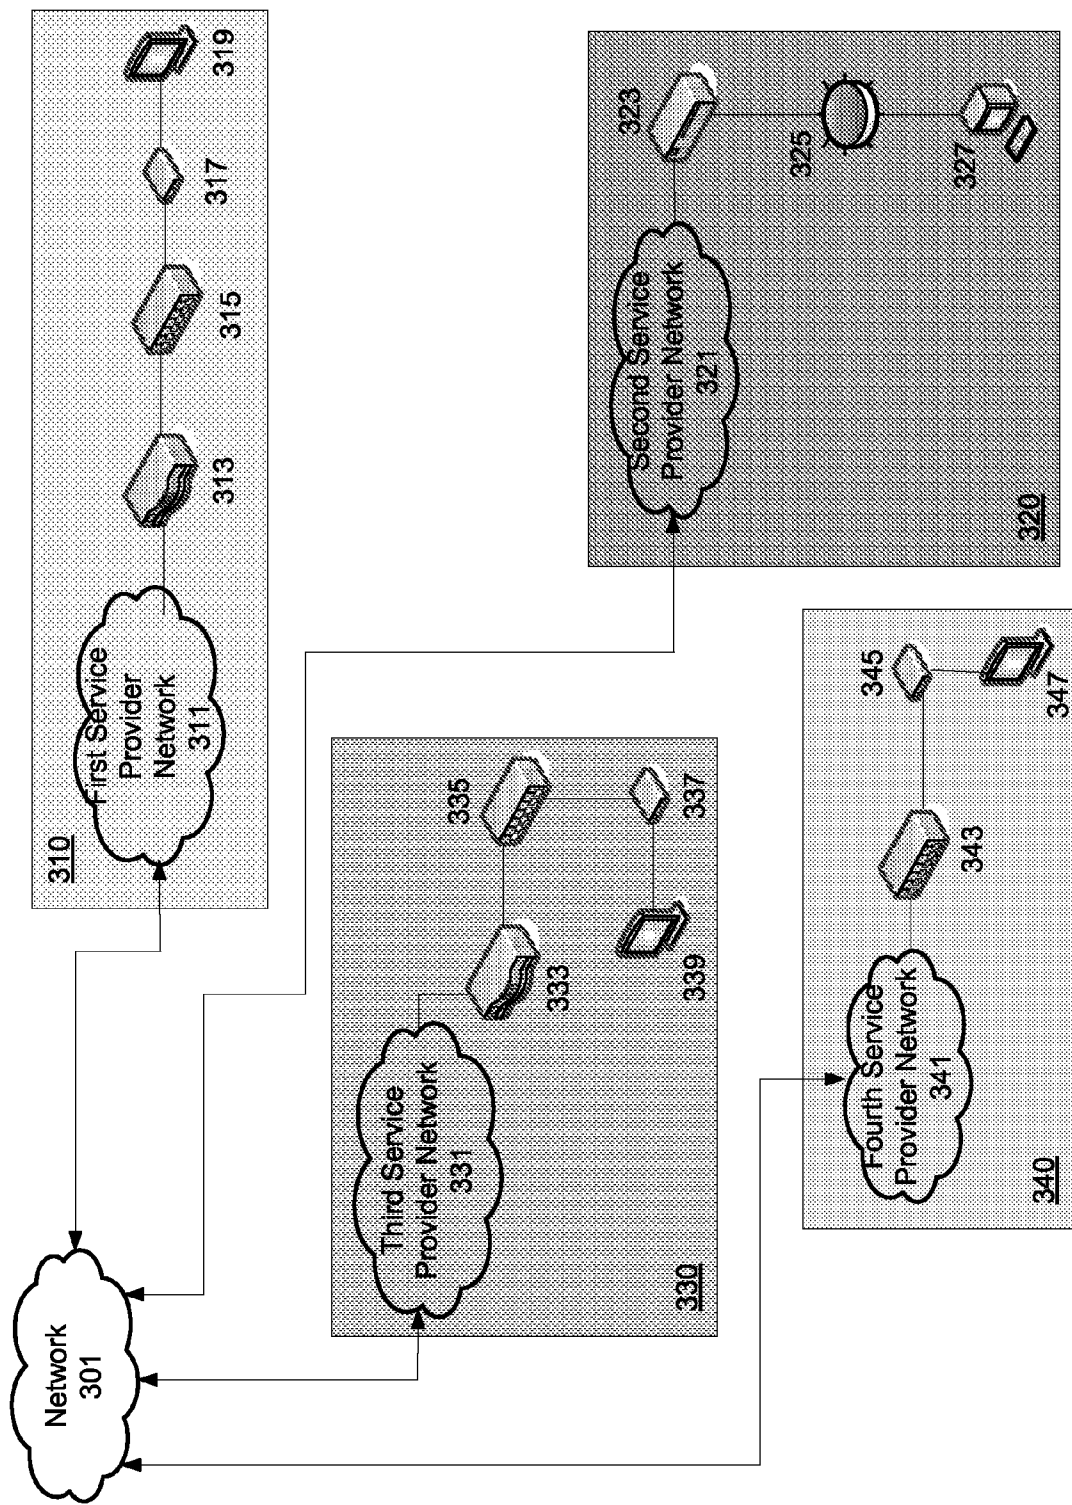 Network
301
310
First Service
Provider
Network
311
313
315
317
319
Second Service
Provider Network
321
323
325
327
320
Third Service
Provider Network
331
333
335
337
339
330
Fourth Service
Provider Network
341
343
345
347
340